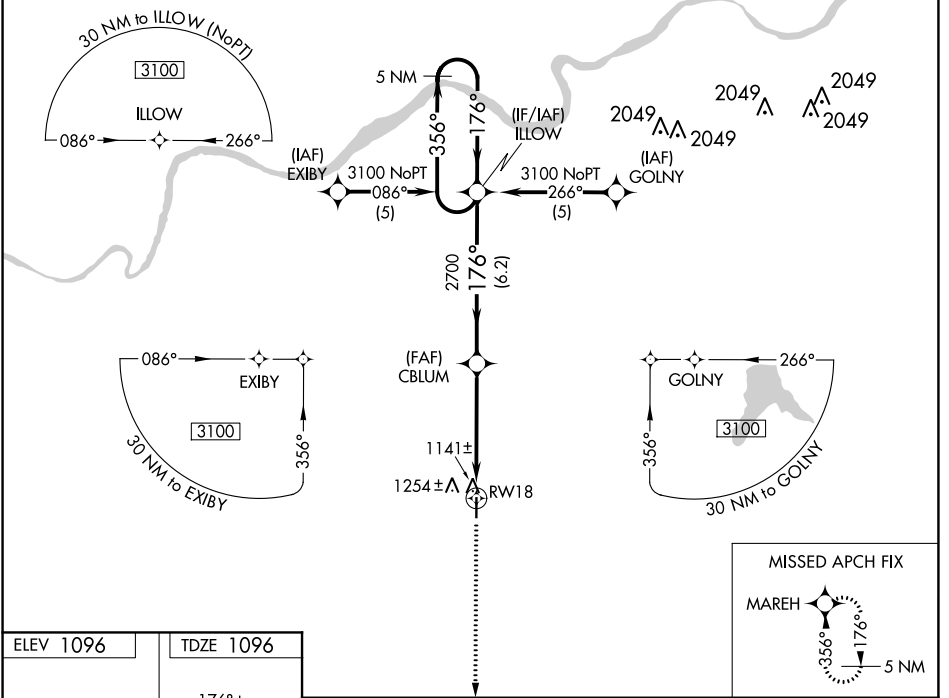 30 NM to ILLOW (NoPT)
3100
ILLOW
086°
266°
5 NM
356°
176°
(IF/IAF)
ILLOW
2049
2049
2049
2049
2049
(IAF)
EXIBY
3100 NoPT
086°
(5)
3100 NoPT
266°
(5)
(IAF)
GOLNY
2700
176°
(6.2)
(FAF)
CBLUM
086°
EXIBY
3100
356°
30 NM to EXIBY
266°
GOLNY
3100
356°
30 NM to GOLNY
1141±
1254±
RW18
MISSED APCH FIX
MAREH
356°
176°
5 NM
ELEV 1096
TDZE 1096